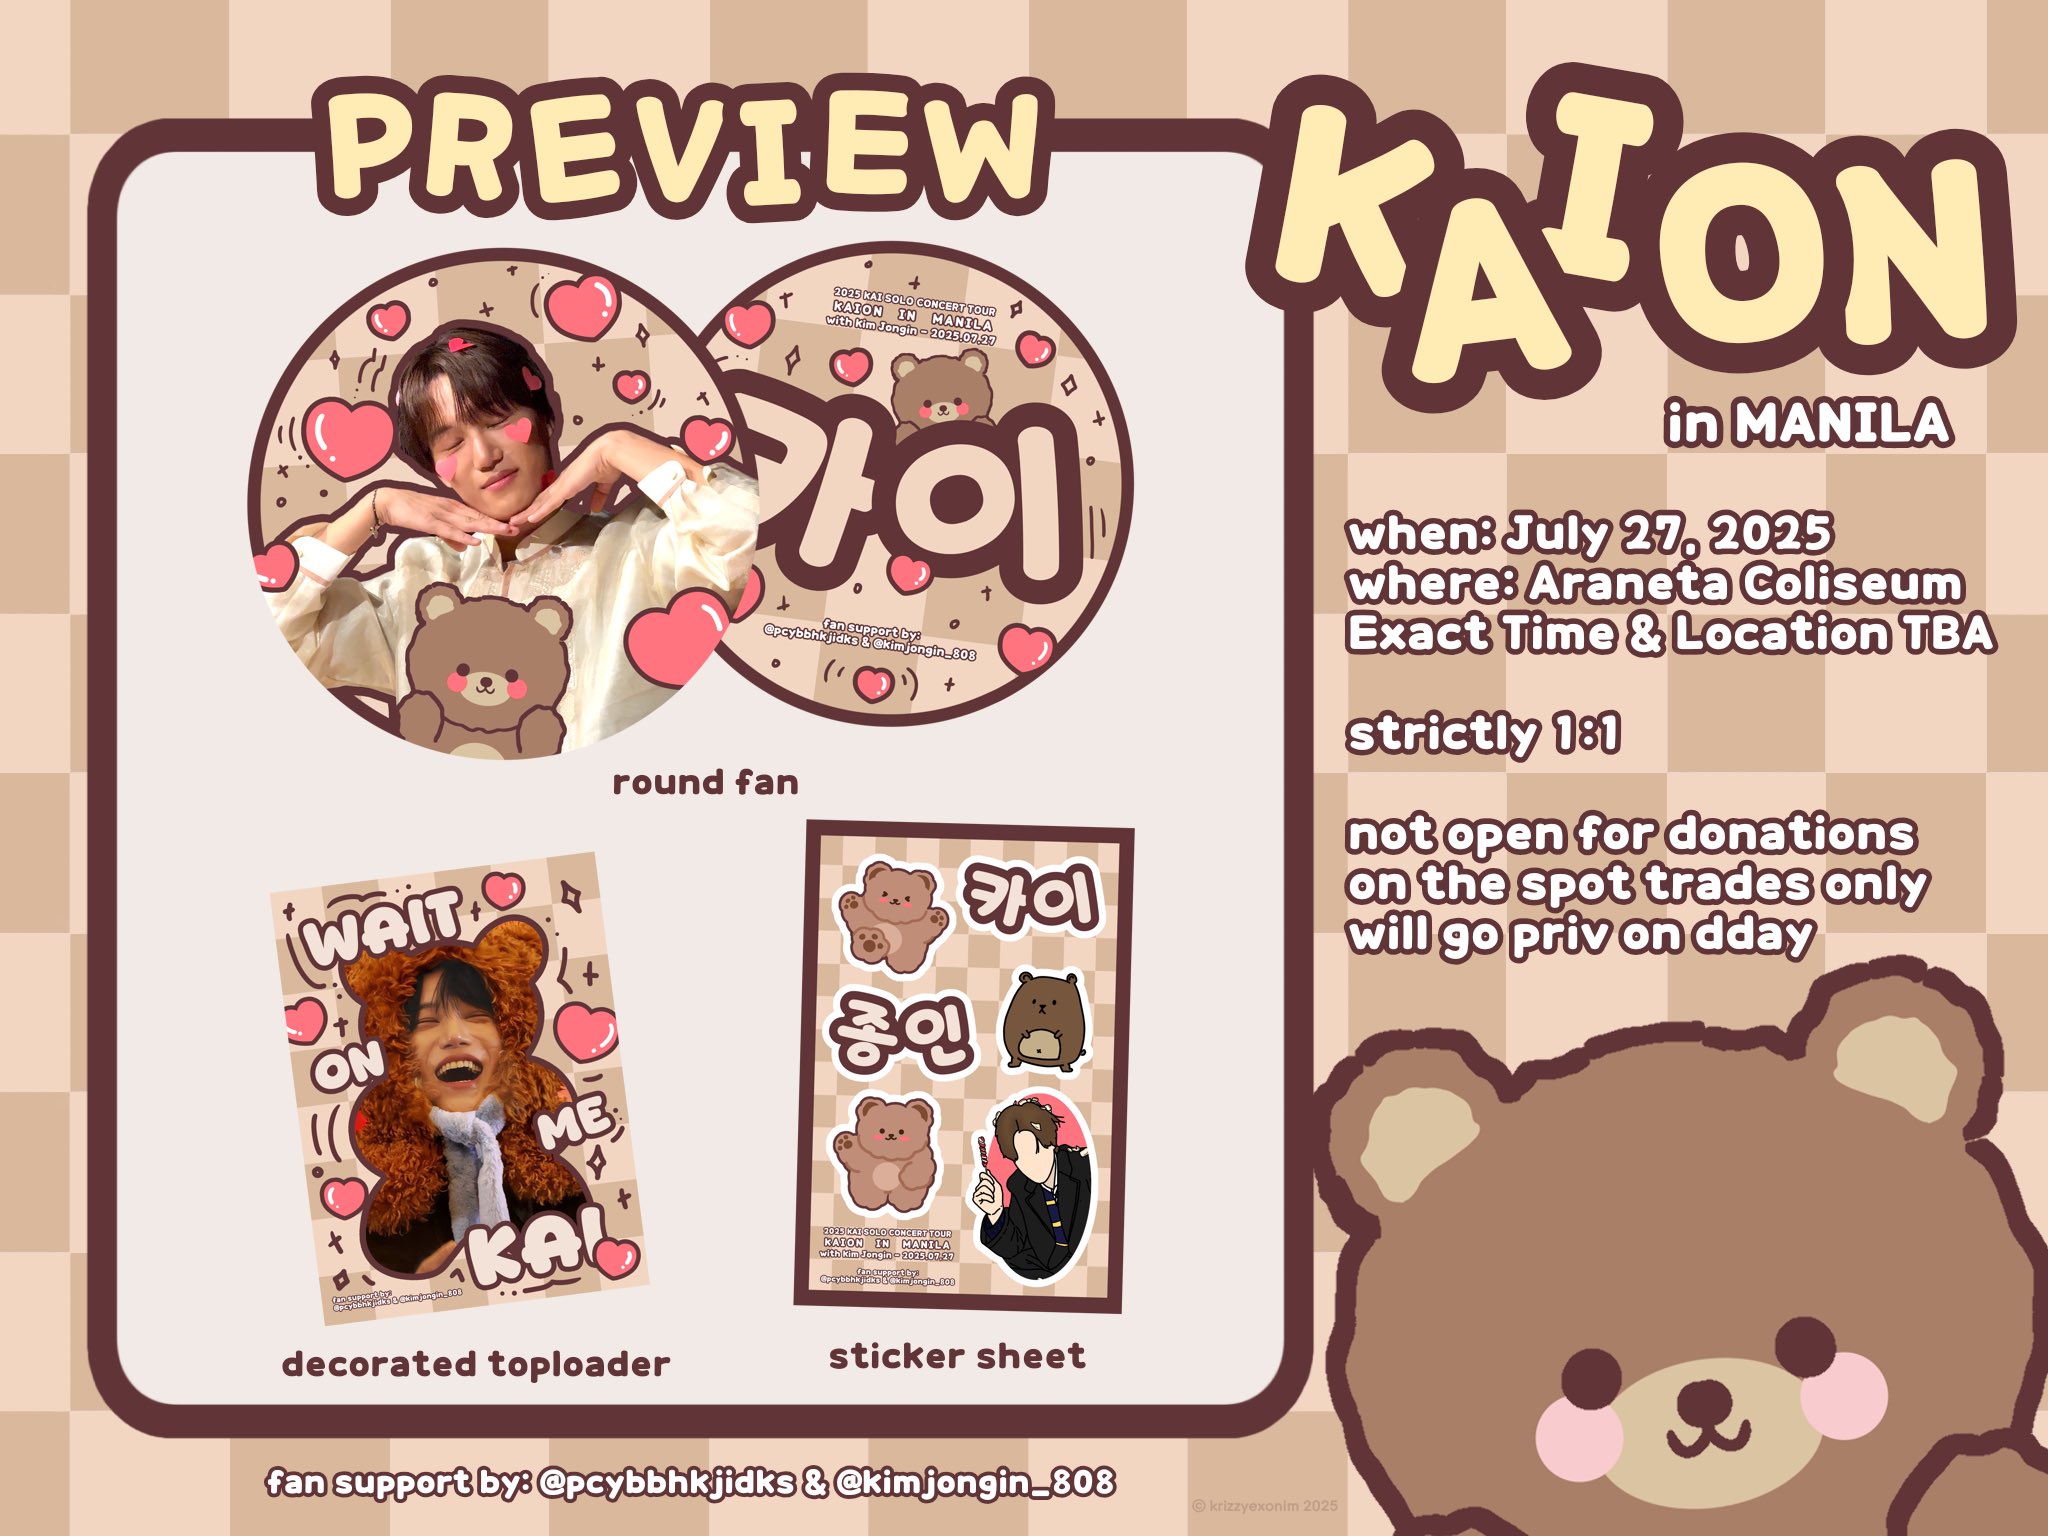 PREVIEW
KAION
in MANILA
2025 KAI SOLO CONCERT TOUR
KAION IN MANILA
with Kim Jongin - 2025.07.27
카이
fan support by:
@pcybbhkjidks & @kimjongin_808
round fan
when: July 27, 2025
where: Araneta Coliseum
Exact Time & Location TBA
strictly 1:1
not open for donations
on the spot trades only
will go priv on dday
WAIT
ON
ME
KAI
fan support by:
@pcybbhkjidks & @kimjongin_808
decorated toploader
카이
종인
2025 KAI SOLO CONCERT TOUR
KAION IN MANILA
with Kim Jongin - 2025.07.27
fan support by:
@pcybbhkjidks & @kimjongin_808
sticker sheet
fan support by: @pcybbhkjidks & @kimjongin_808
© krizzyexonim 2025